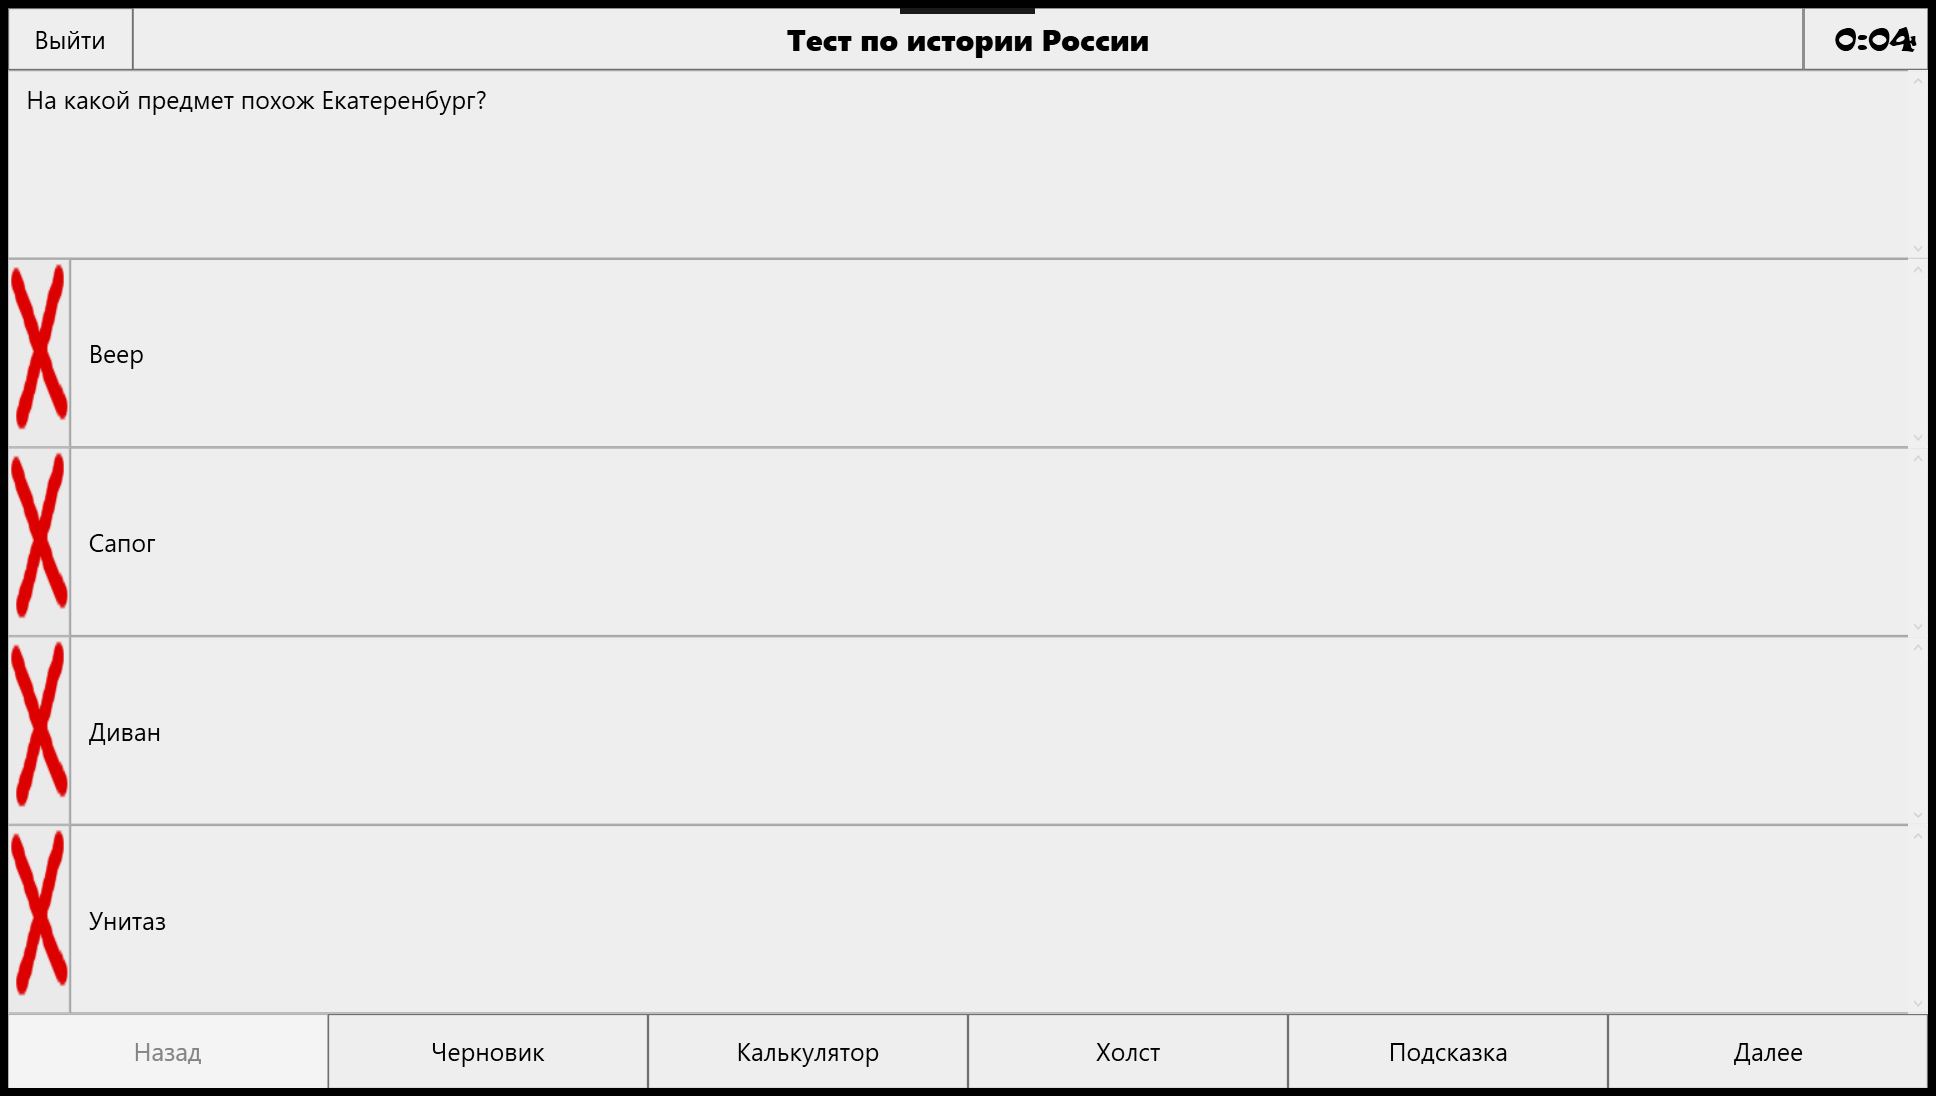 Выйти
Тест по истории России
0:04
На какой предмет похож Екатеренбург?
Веер
Сапог
Диван
Унитаз
Назад
Черновик
Калькулятор
Холст
Подсказка
Далее